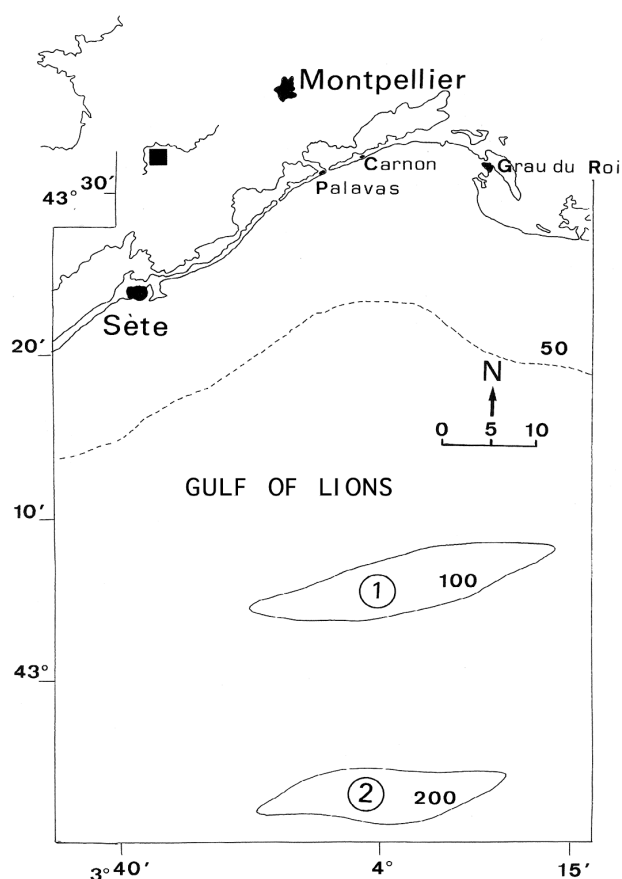 Montpellier
Carnon
Grau du Roi
Palavas
43° 30'
Sète
20'
50
N
0 5 10
GULF OF LIONS
10'
1 100
43°
2 200
3° 40' 4° 15'